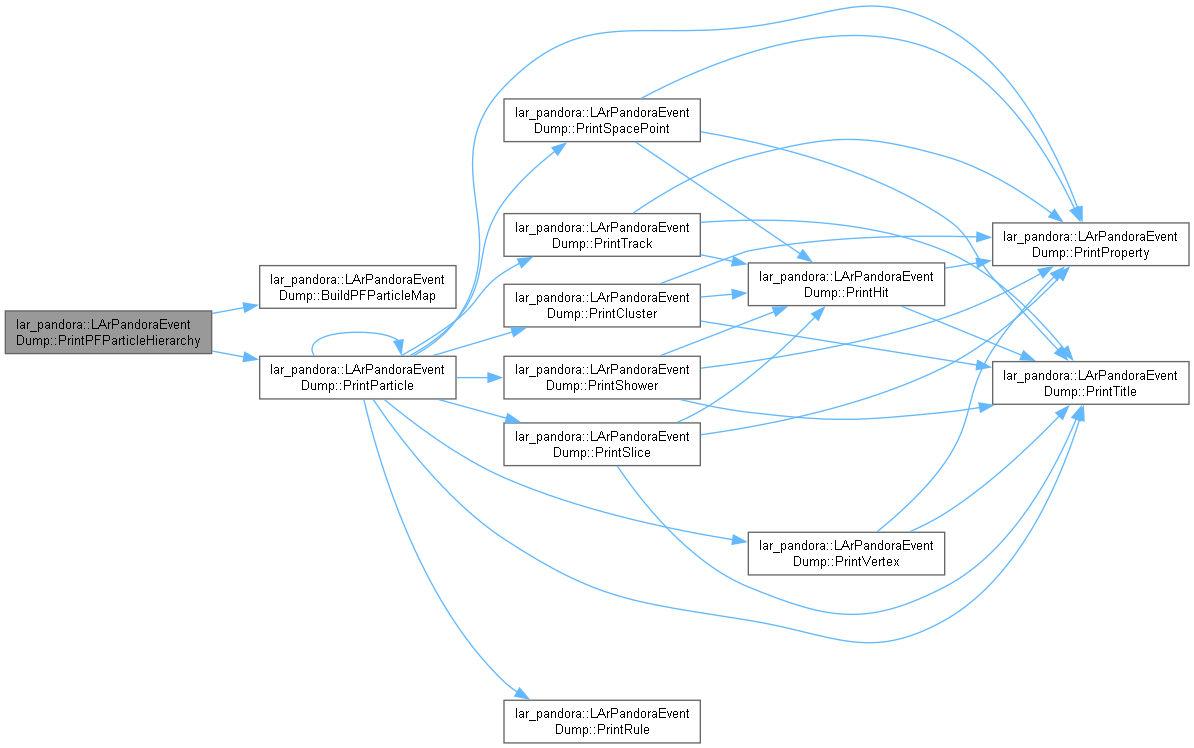 lar_pandora::LArPandoraEvent
Dump::PrintPFParticleHierarchy
lar_pandora::LArPandoraEvent
Dump::BuildPFParticleMap
lar_pandora::LArPandoraEvent
Dump::PrintParticle
lar_pandora::LArPandoraEvent
Dump::PrintSpacePoint
lar_pandora::LArPandoraEvent
Dump::PrintTrack
lar_pandora::LArPandoraEvent
Dump::PrintCluster
lar_pandora::LArPandoraEvent
Dump::PrintShower
lar_pandora::LArPandoraEvent
Dump::PrintSlice
lar_pandora::LArPandoraEvent
Dump::PrintRule
lar_pandora::LArPandoraEvent
Dump::PrintHit
lar_pandora::LArPandoraEvent
Dump::PrintVertex
lar_pandora::LArPandoraEvent
Dump::PrintProperty
lar_pandora::LArPandoraEvent
Dump::PrintTitle